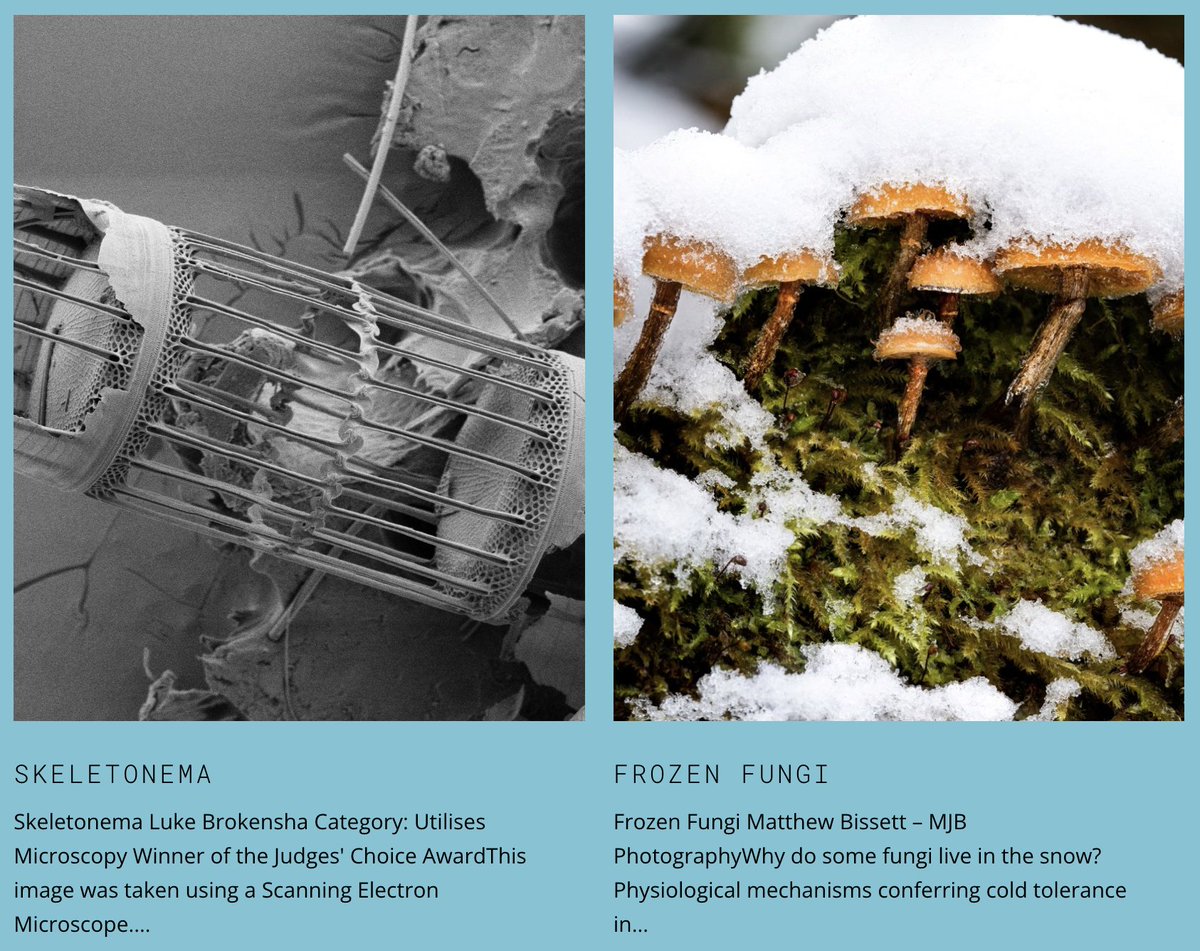 SKELETONEMA
Skeletonema Luke Brokensha Category: Utilises
Microscopy Winner of the Judges' Choice AwardThis
image was taken using a Scanning Electron
Microscope....
FROZEN FUNGI
Frozen Fungi Matthew Bissett – MJB
PhotographyWhy do some fungi live in the snow?
Physiological mechanisms conferring cold tolerance
in...